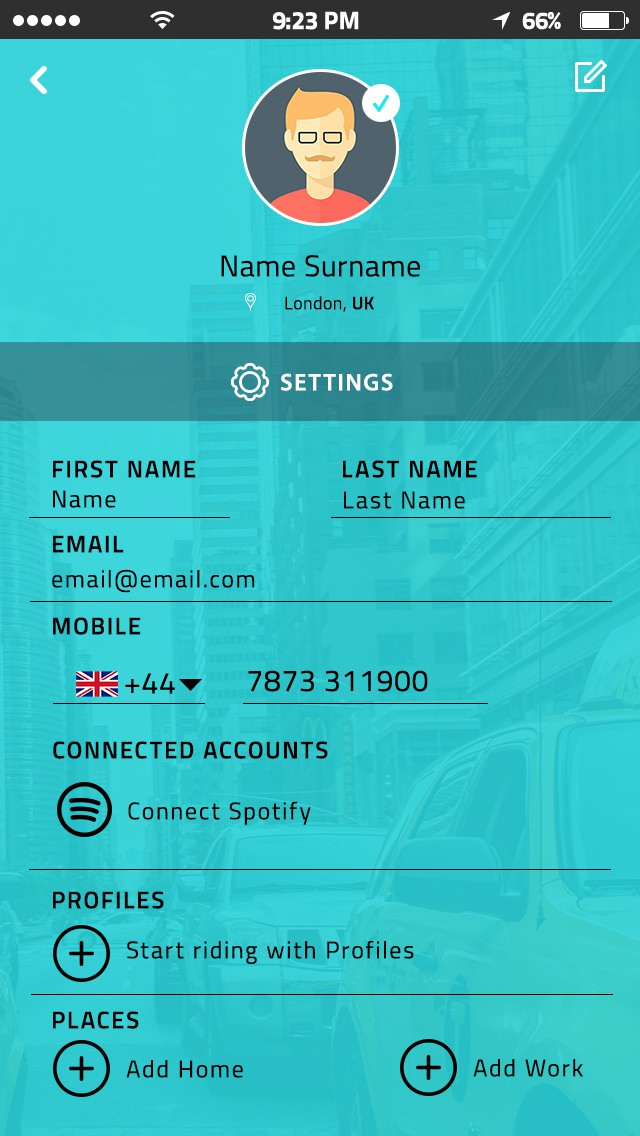 9:23 PM 66%
Name Surname
London, UK
SETTINGS
FIRST NAME LAST NAME
Name Last Name
EMAIL
email@email.com
MOBILE
+44 7873 311900
CONNECTED ACCOUNTS
Connect Spotify
PROFILES
Start riding with Profiles
PLACES
Add Home Add Work